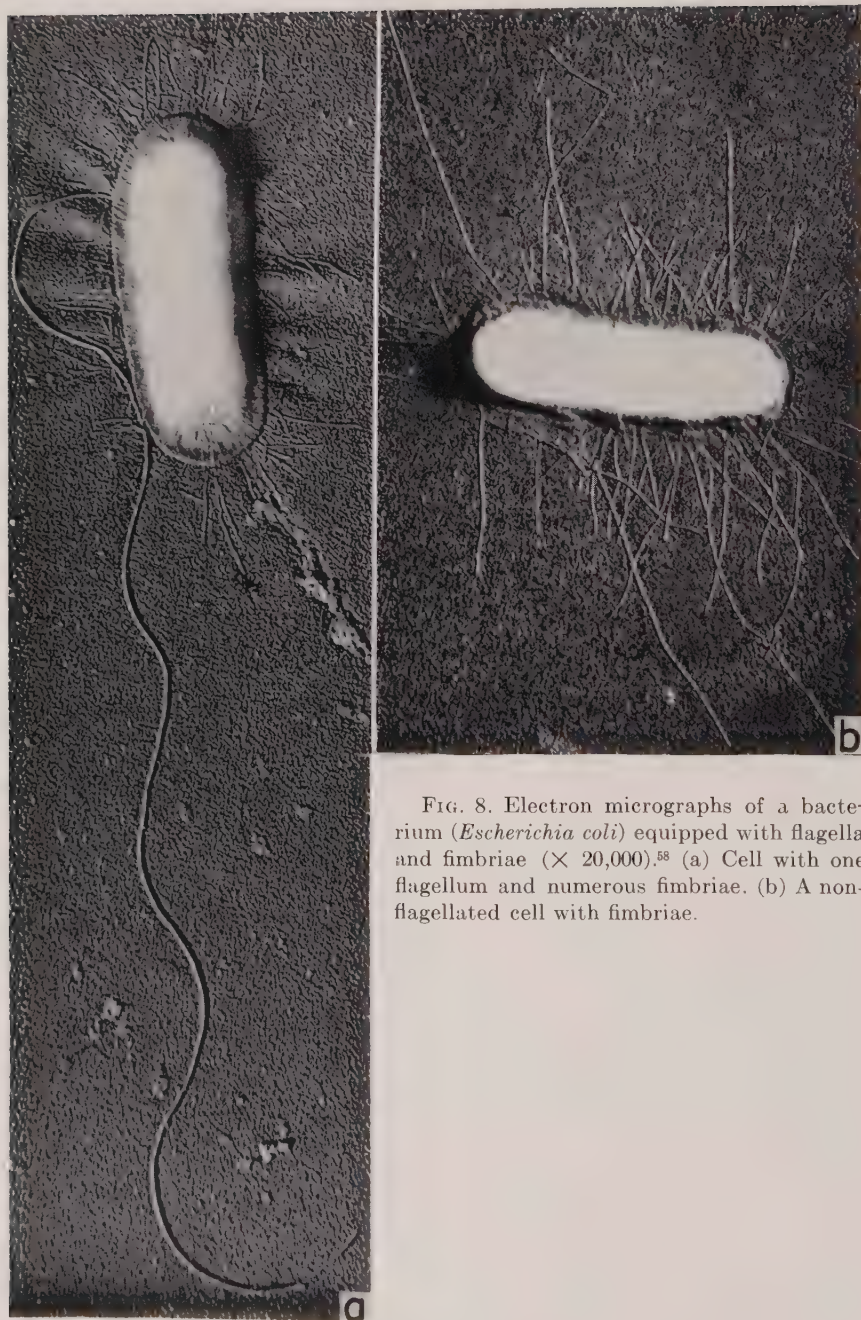 b
Fig. 8. Electron micrographs of a bacte-
rium (Escherichia coli) equipped with flagella
and fimbriae (× 20,000).⁵⁸ (a) Cell with one
flagellum and numerous fimbriae. (b) A non-
flagellated cell with fimbriae.
a